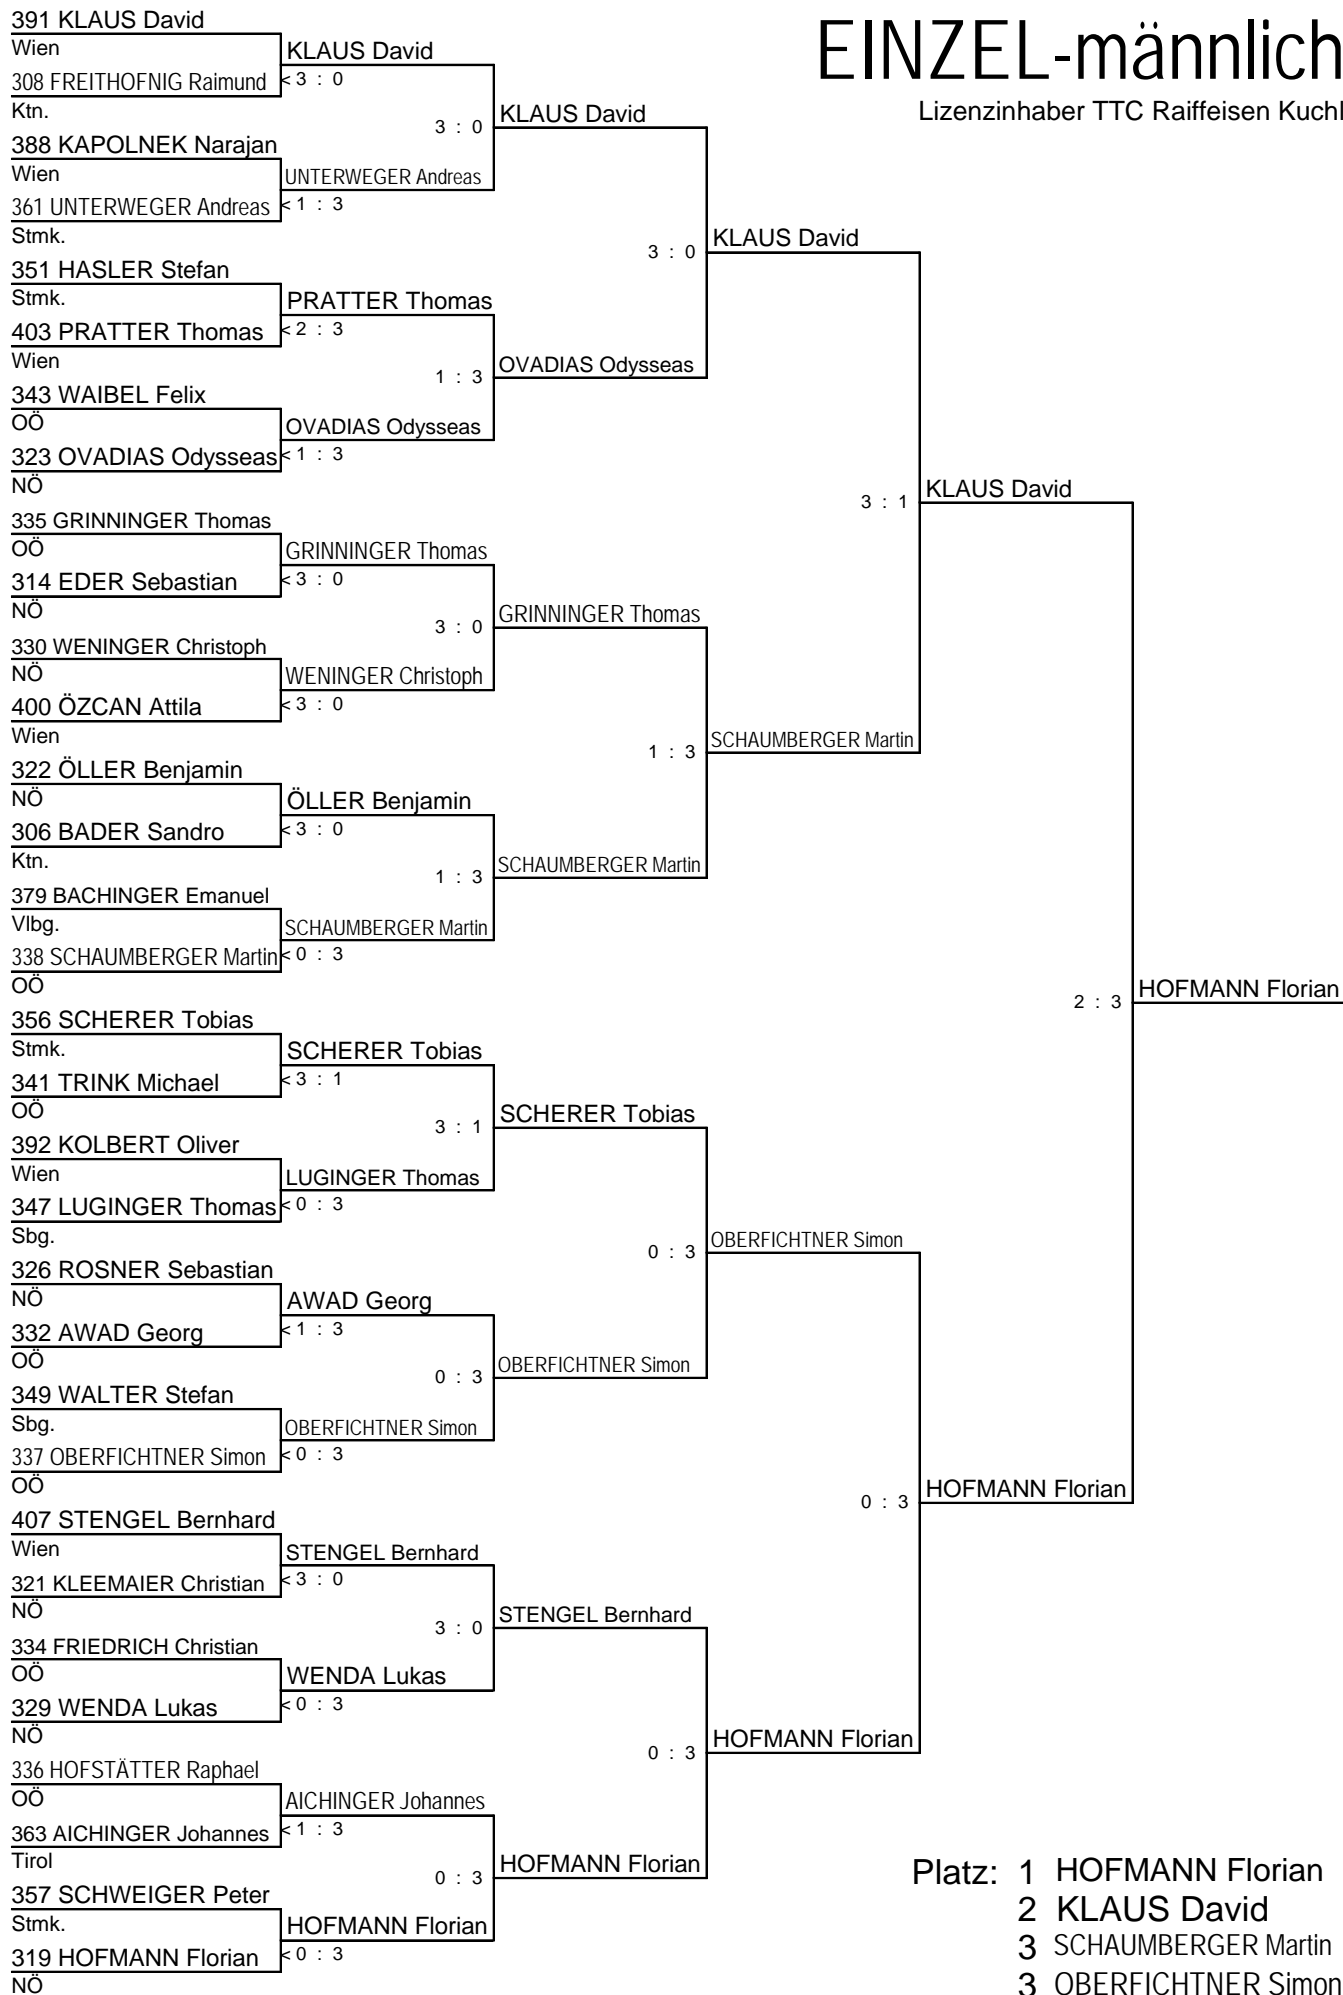 EINZEL-männlich
Lizenzinhaber TTC Raiffeisen Kuchl
391 KLAUS David
Wien
308 FREITHOFNIG Raimund
Ktn.
388 KAPOLNEK Narajan
Wien
361 UNTERWEGER Andreas
Stmk.
351 HASLER Stefan
Stmk.
403 PRATTER Thomas
Wien
343 WAIBEL Felix
OÖ
323 OVADIAS Odysseas
NÖ
335 GRINNINGER Thomas
OÖ
314 EDER Sebastian
NÖ
330 WENINGER Christoph
NÖ
400 ÖZCAN Attila
Wien
322 ÖLLER Benjamin
NÖ
306 BADER Sandro
Ktn.
379 BACHINGER Emanuel
Vlbg.
338 SCHAUMBERGER Martin
OÖ
356 SCHERER Tobias
Stmk.
341 TRINK Michael
OÖ
392 KOLBERT Oliver
Wien
347 LUGINGER Thomas
Sbg.
326 ROSNER Sebastian
NÖ
332 AWAD Georg
OÖ
349 WALTER Stefan
Sbg.
337 OBERFICHTNER Simon
OÖ
407 STENGEL Bernhard
Wien
321 KLEEMAIER Christian
NÖ
334 FRIEDRICH Christian
OÖ
329 WENDA Lukas
NÖ
336 HOFSTÄTTER Raphael
OÖ
363 AICHINGER Johannes
Tirol
357 SCHWEIGER Peter
Stmk.
319 HOFMANN Florian
NÖ
KLAUS David
< 3 : 0
UNTERWEGER Andreas
< 1 : 3
PRATTER Thomas
< 2 : 3
OVADIAS Odysseas
< 1 : 3
GRINNINGER Thomas
< 3 : 0
WENINGER Christoph
< 3 : 0
ÖLLER Benjamin
< 3 : 0
SCHAUMBERGER Martin
< 0 : 3
SCHERER Tobias
< 3 : 1
LUGINGER Thomas
< 0 : 3
AWAD Georg
< 1 : 3
OBERFICHTNER Simon
< 0 : 3
STENGEL Bernhard
< 3 : 0
WENDA Lukas
< 0 : 3
AICHINGER Johannes
< 1 : 3
HOFMANN Florian
< 0 : 3
3 : 0 KLAUS David
1 : 3 OVADIAS Odysseas
3 : 0 GRINNINGER Thomas
1 : 3 SCHAUMBERGER Martin
3 : 1 SCHERER Tobias
0 : 3 OBERFICHTNER Simon
3 : 0 STENGEL Bernhard
0 : 3 HOFMANN Florian
3 : 0 KLAUS David
1 : 3 SCHAUMBERGER Martin
0 : 3 OBERFICHTNER Simon
0 : 3 HOFMANN Florian
3 : 1 KLAUS David
0 : 3 HOFMANN Florian
2 : 3 HOFMANN Florian
Platz: 1 HOFMANN Florian
2 KLAUS David
3 SCHAUMBERGER Martin
3 OBERFICHTNER Simon